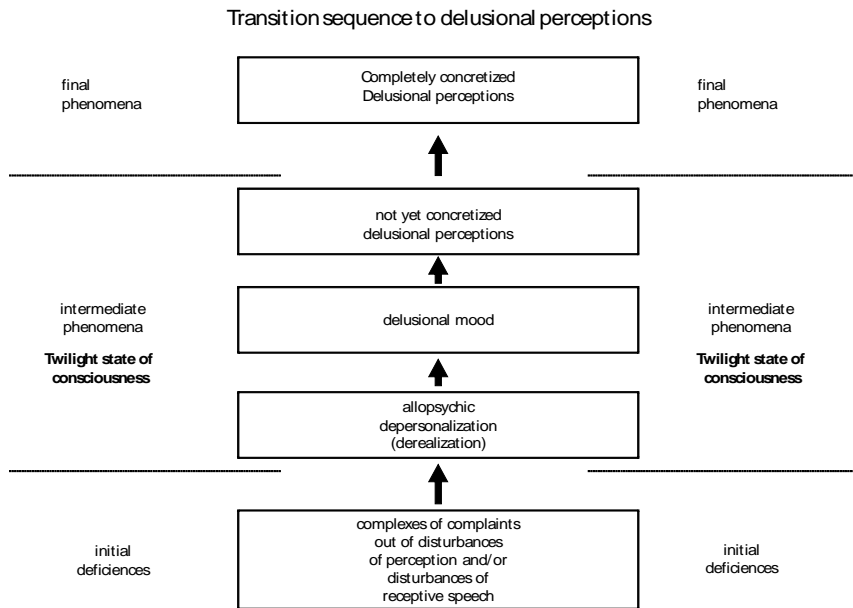 Transition sequence to delusional perceptions
final
phenomena
Completely concretized
Delusional perceptions
final
phenomena
not yet concretized
delusional perceptions
intermediate
phenomena
Twilight state of
consciousness
delusional mood
intermediate
phenomena
Twilight state of
consciousness
allopsychic
depersonalization
(derealization)
initial
deficiences
complexes of complaints
out of disturbances
of perception and/or
disturbances of
receptive speech
initial
deficiences